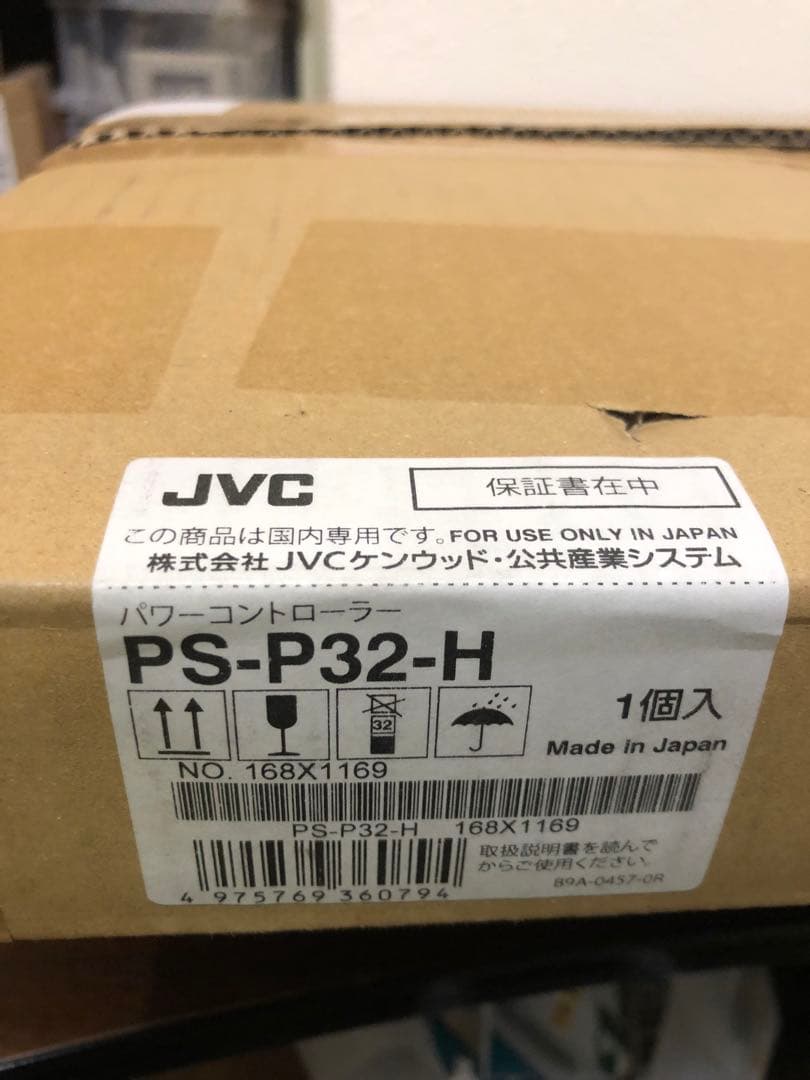 JVC
保証書在中
この商品は国内専用です。FOR USE ONLY IN JAPAN
株式会社 JVCケンウッド・公共産業システム
パワーコントローラー
PS-P32-H
32
1個入
Made in Japan
NO. 168X1169
PS-P32-H 168X1169
取扱説明書を読んで
からご使用ください。
B9A-0457-0R
4 975769 360794